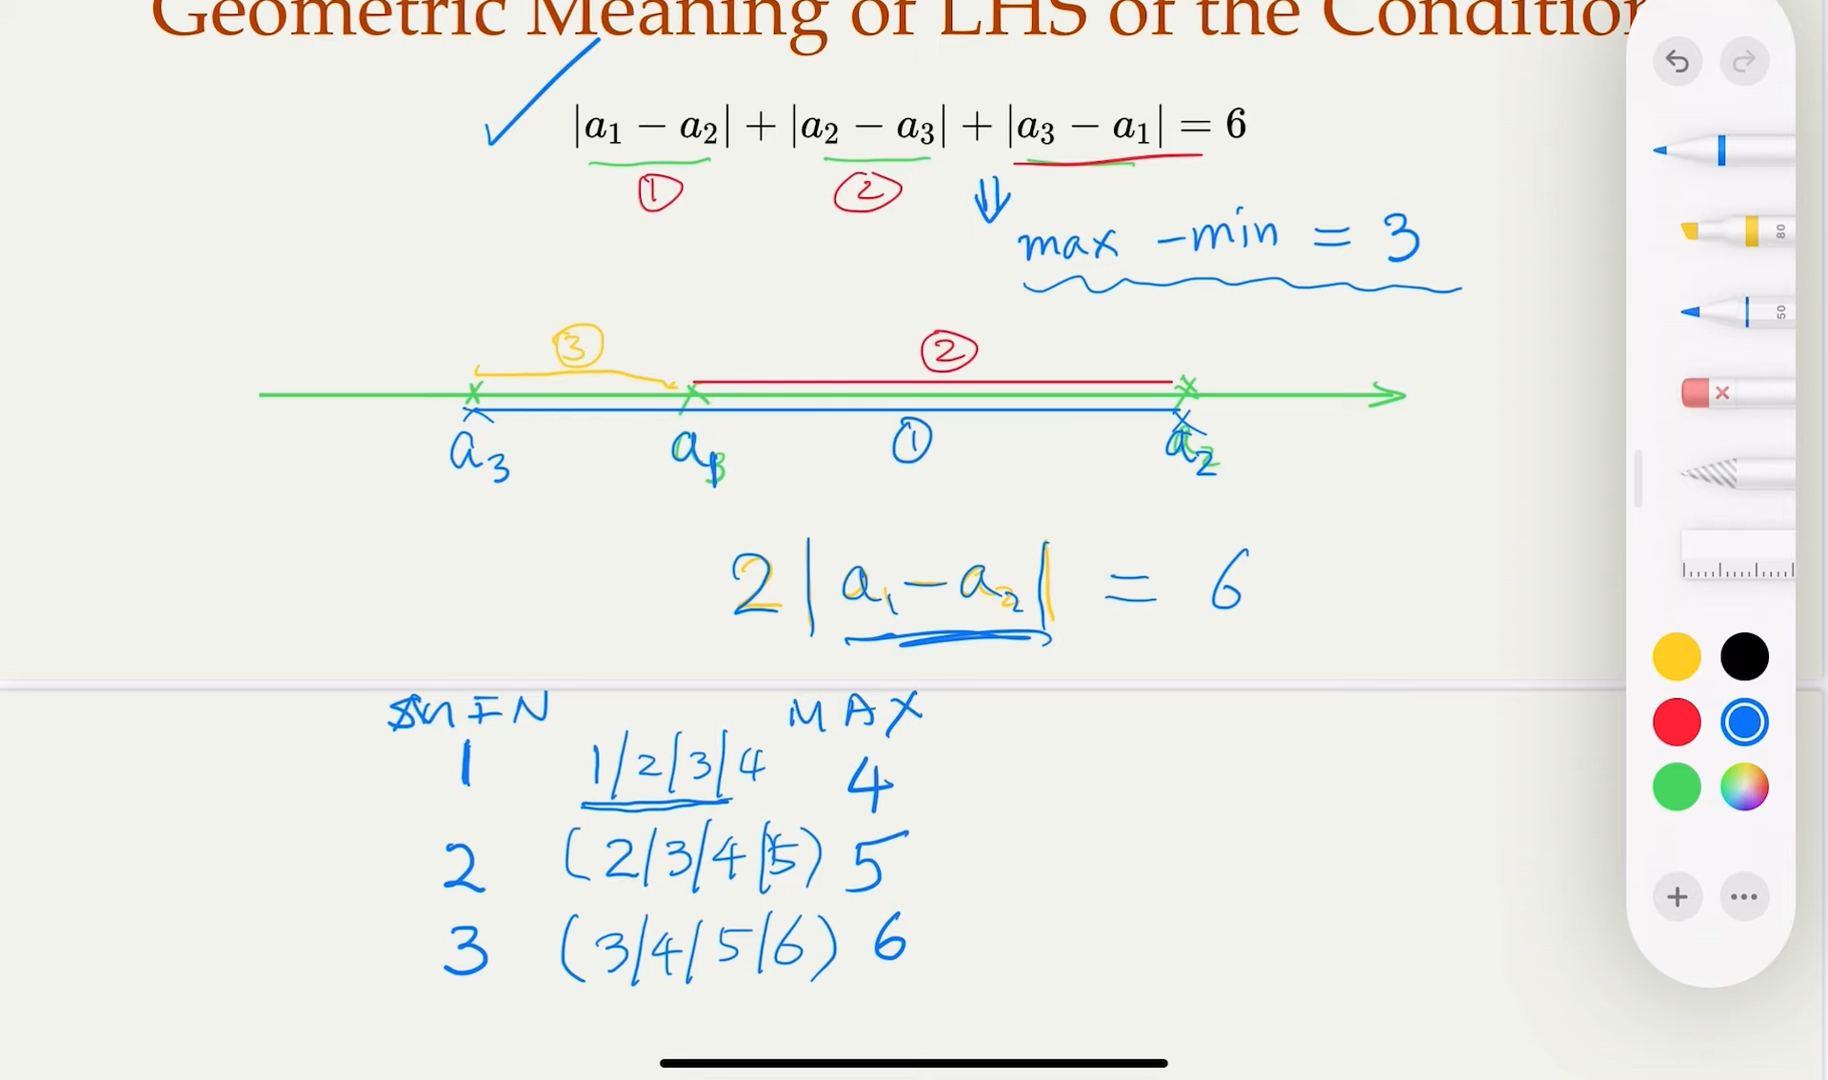 Geometric Meaning of LHS of the Condition
|a₁ − a₂| + |a₂ − a₃| + |a₃ − a₁| = 6
① ② ⇓
max − min = 3
③ ②
a₃ ① a₂
2|a₁ − a₂| = 6
MIN MAX
1 1/2/3/4 4
2 (2/3/4/5) 5
3 (3/4/5/6) 6
80
50